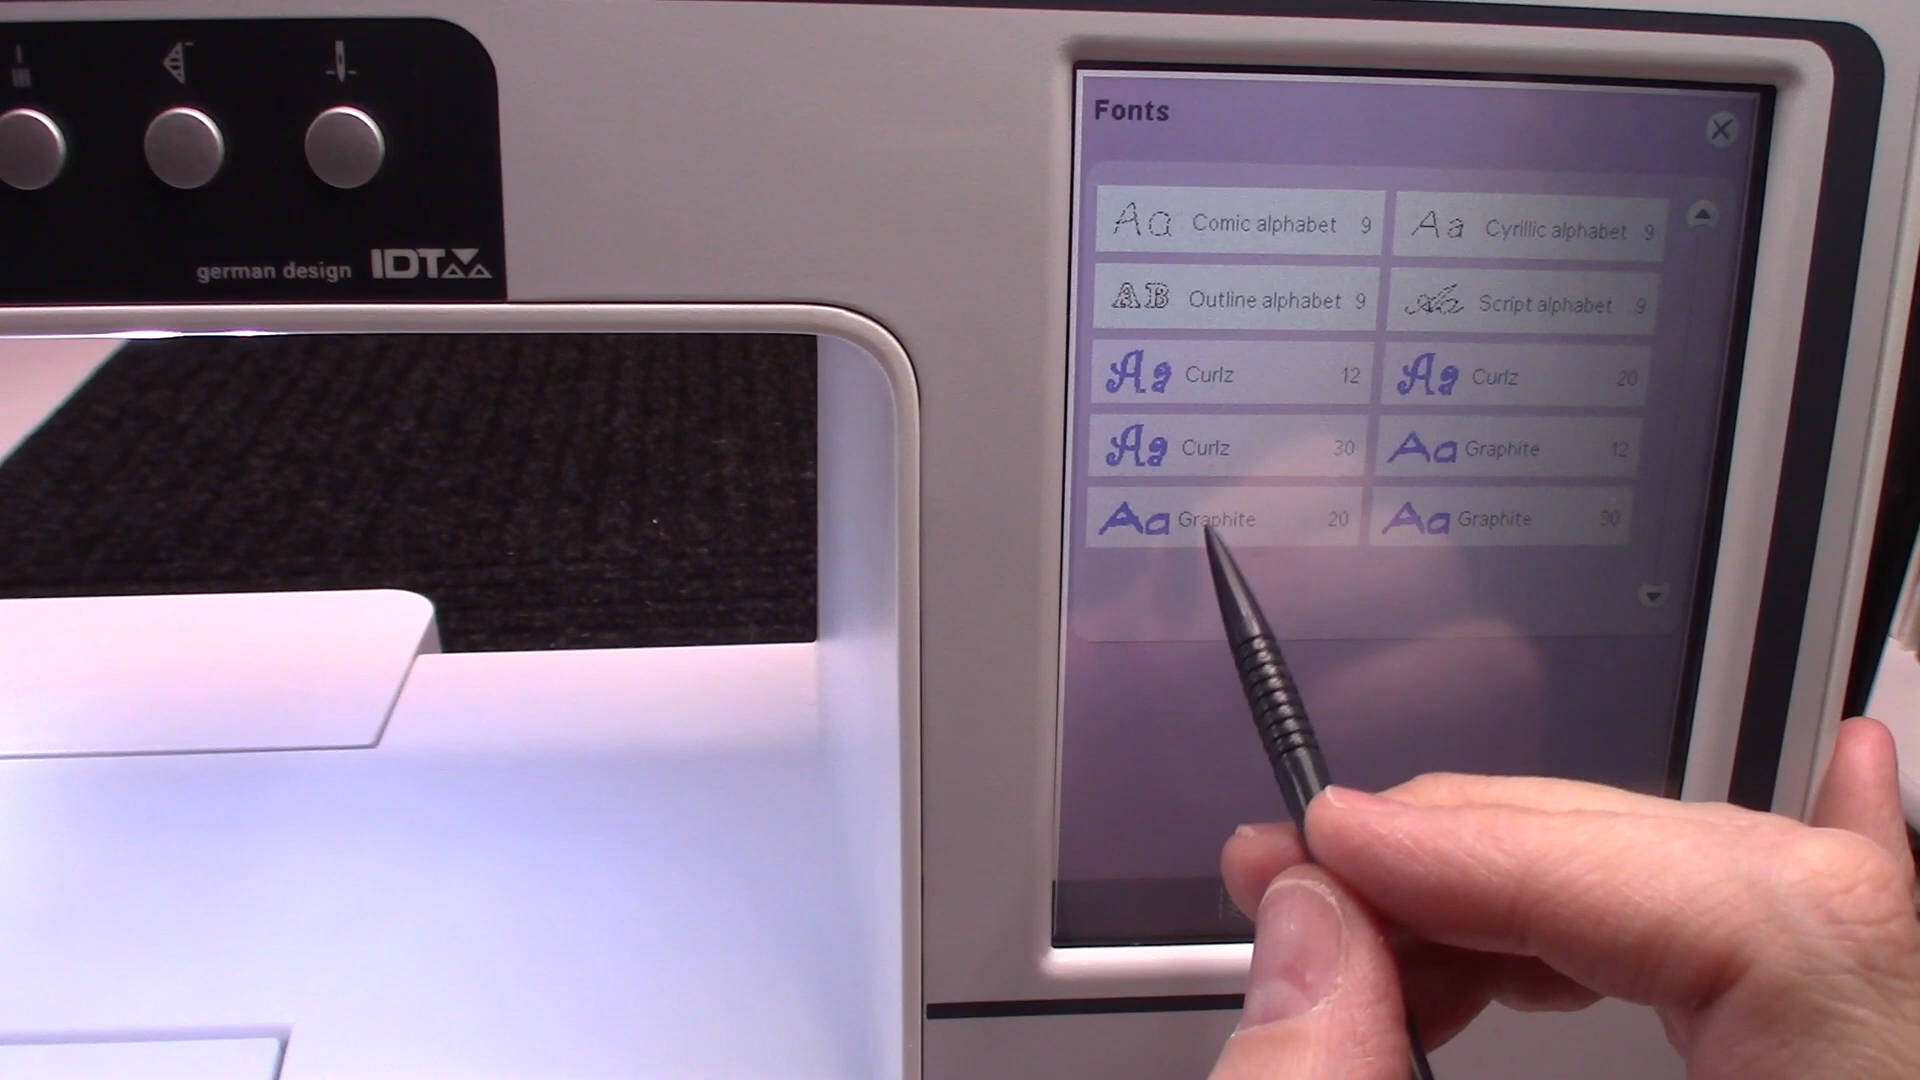 german design IDT
Fonts
Aa Comic alphabet 9
Aa Cyrillic alphabet 9
AB Outline alphabet 9
Ab Script alphabet 9
Aa Curlz 12
Aa Curlz 20
Aa Curlz 30
Aa Graphite 12
Aa Graphite 20
Aa Graphite 30